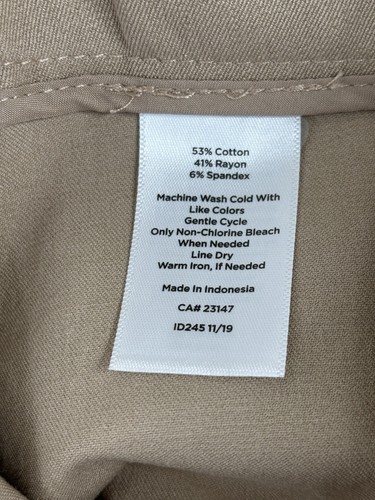 53% Cotton
41% Rayon
6% Spandex
Machine Wash Cold With
Like Colors
Gentle Cycle
Only Non-Chlorine Bleach
When Needed
Line Dry
Warm Iron, If Needed
Made in Indonesia
CA# 23147
ID245 11/19